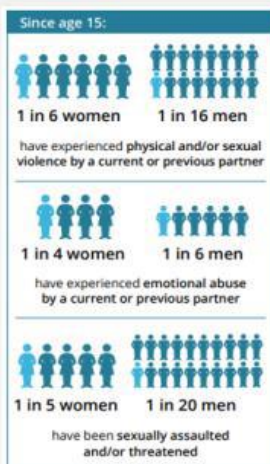 Since age 15:
1 in 6 women 1 in 16 men
have experienced physical and/or sexual
violence by a current or previous partner
1 in 4 women 1 in 6 men
have experienced emotional abuse
by a current or previous partner
1 in 5 women 1 in 20 men
have been sexually assaulted
and/or threatened